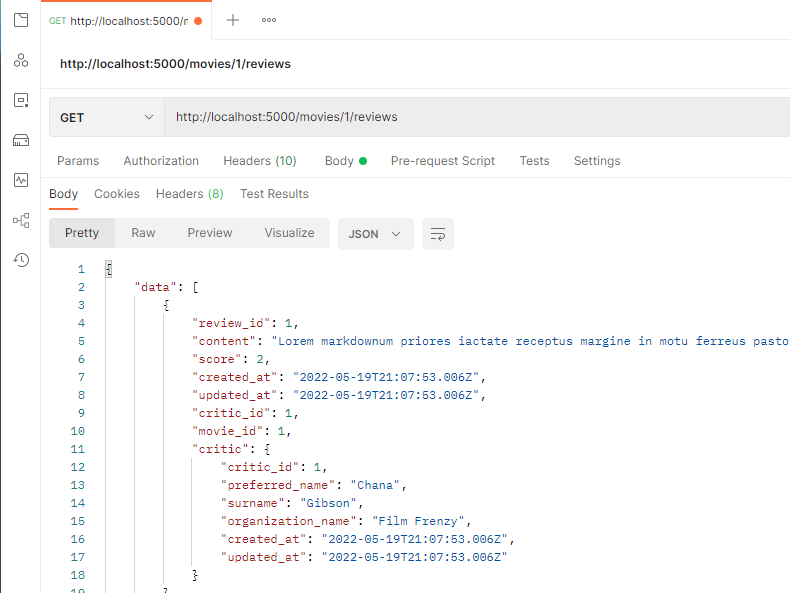 GET http://localhost:5000/r
http://localhost:5000/movies/1/reviews
GET http://localhost:5000/movies/1/reviews
Params Authorization Headers (10) Body Pre-request Script Tests Settings
Body Cookies Headers (8) Test Results
Pretty Raw Preview Visualize JSON
1 {
2 "data": [
3 {
4 "review_id": 1,
5 "content": "Lorem markdownum priores iactate receptus margine in motu ferreus pasto
6 "score": 2,
7 "created_at": "2022-05-19T21:07:53.006Z",
8 "updated_at": "2022-05-19T21:07:53.006Z",
9 "critic_id": 1,
10 "movie_id": 1,
11 "critic": {
12 "critic_id": 1,
13 "preferred_name": "Chana",
14 "surname": "Gibson",
15 "organization_name": "Film Frenzy",
16 "created_at": "2022-05-19T21:07:53.006Z",
17 "updated_at": "2022-05-19T21:07:53.006Z"
18 }
19